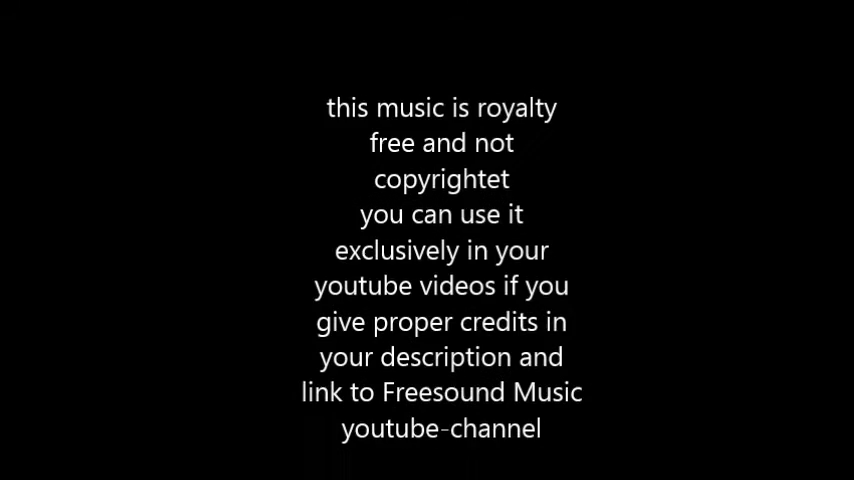 this music is royalty
free and not
copyrightet
you can use it
exclusively in your
youtube videos if you
give proper credits in
your description and
link to Freesound Music
youtube-channel